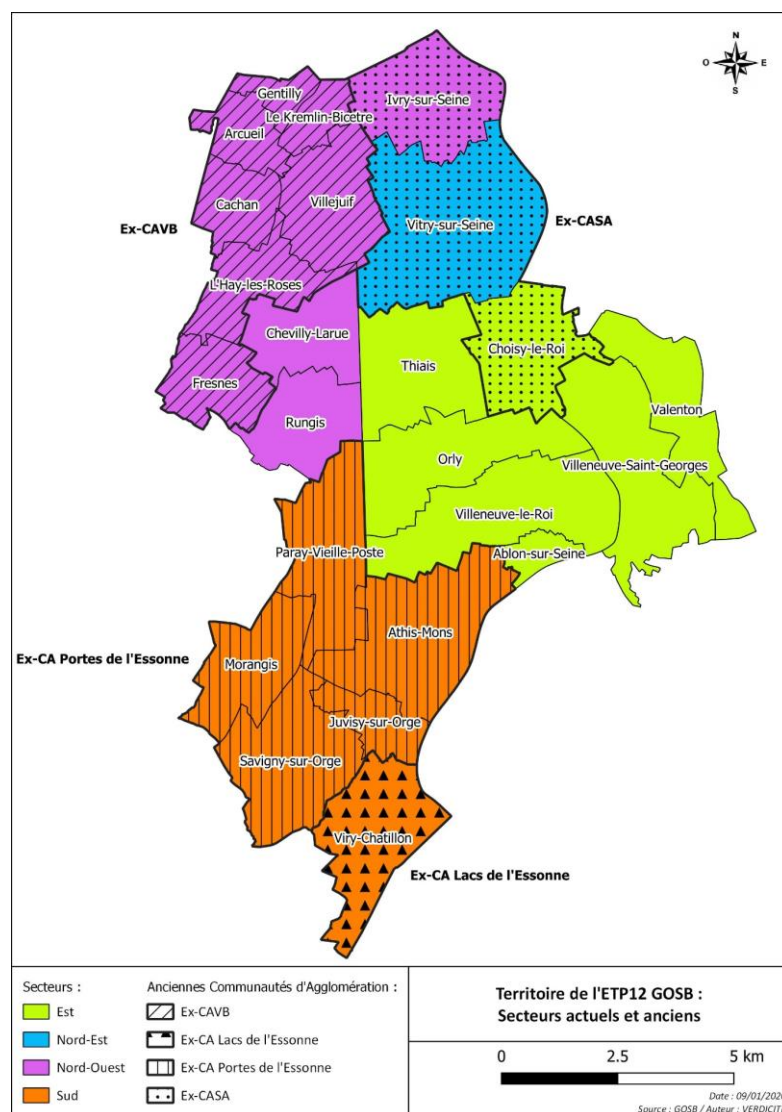 N
O E
S
Gentilly
Ivry-sur-Seine
Le Kremlin-Bicetre
Arcueil
Cachan
Villejuif
Ex-CAVB
Vitry-sur-Seine
Ex-CASA
L'Hay-les-Roses
Chevilly-Larue
Choisy-le-Roi
Thiais
Fresnes
Valenton
Rungis
Orly
Villeneuve-Saint-Georges
Villeneuve-le-Roi
Paray-Vieille-Poste
Ablon-sur-Seine
Athis-Mons
Ex-CA Portes de l'Essonne
Morangis
Juvisy-sur-Orge
Savigny-sur-Orge
Viry-Chatillon
Ex-CA Lacs de l'Essonne
Secteurs :
Est
Nord-Est
Nord-Ouest
Sud
Anciennes Communautés d'Agglomération :
Ex-CAVB
Ex-CA Lacs de l'Essonne
Ex-CA Portes de l'Essonne
Ex-CASA
Territoire de l'ETP12 GOSB :
Secteurs actuels et anciens
0 2.5 5 km
Date : 09/01/202
Source : GOSB / Auteur : VERDICIT